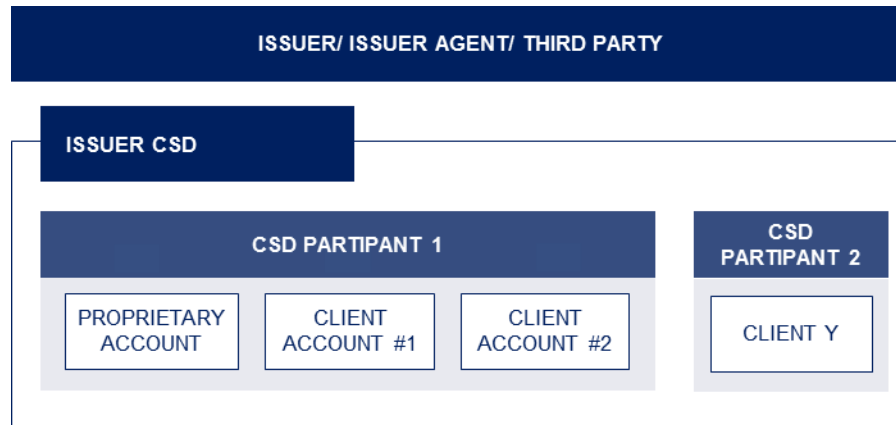 ISSUER/ ISSUER AGENT/ THIRD PARTY
ISSUER CSD
CSD PARTIPANT 1
PROPRIETARY
ACCOUNT
CLIENT
ACCOUNT #1
CLIENT
ACCOUNT #2
CSD
PARTIPANT 2
CLIENT Y